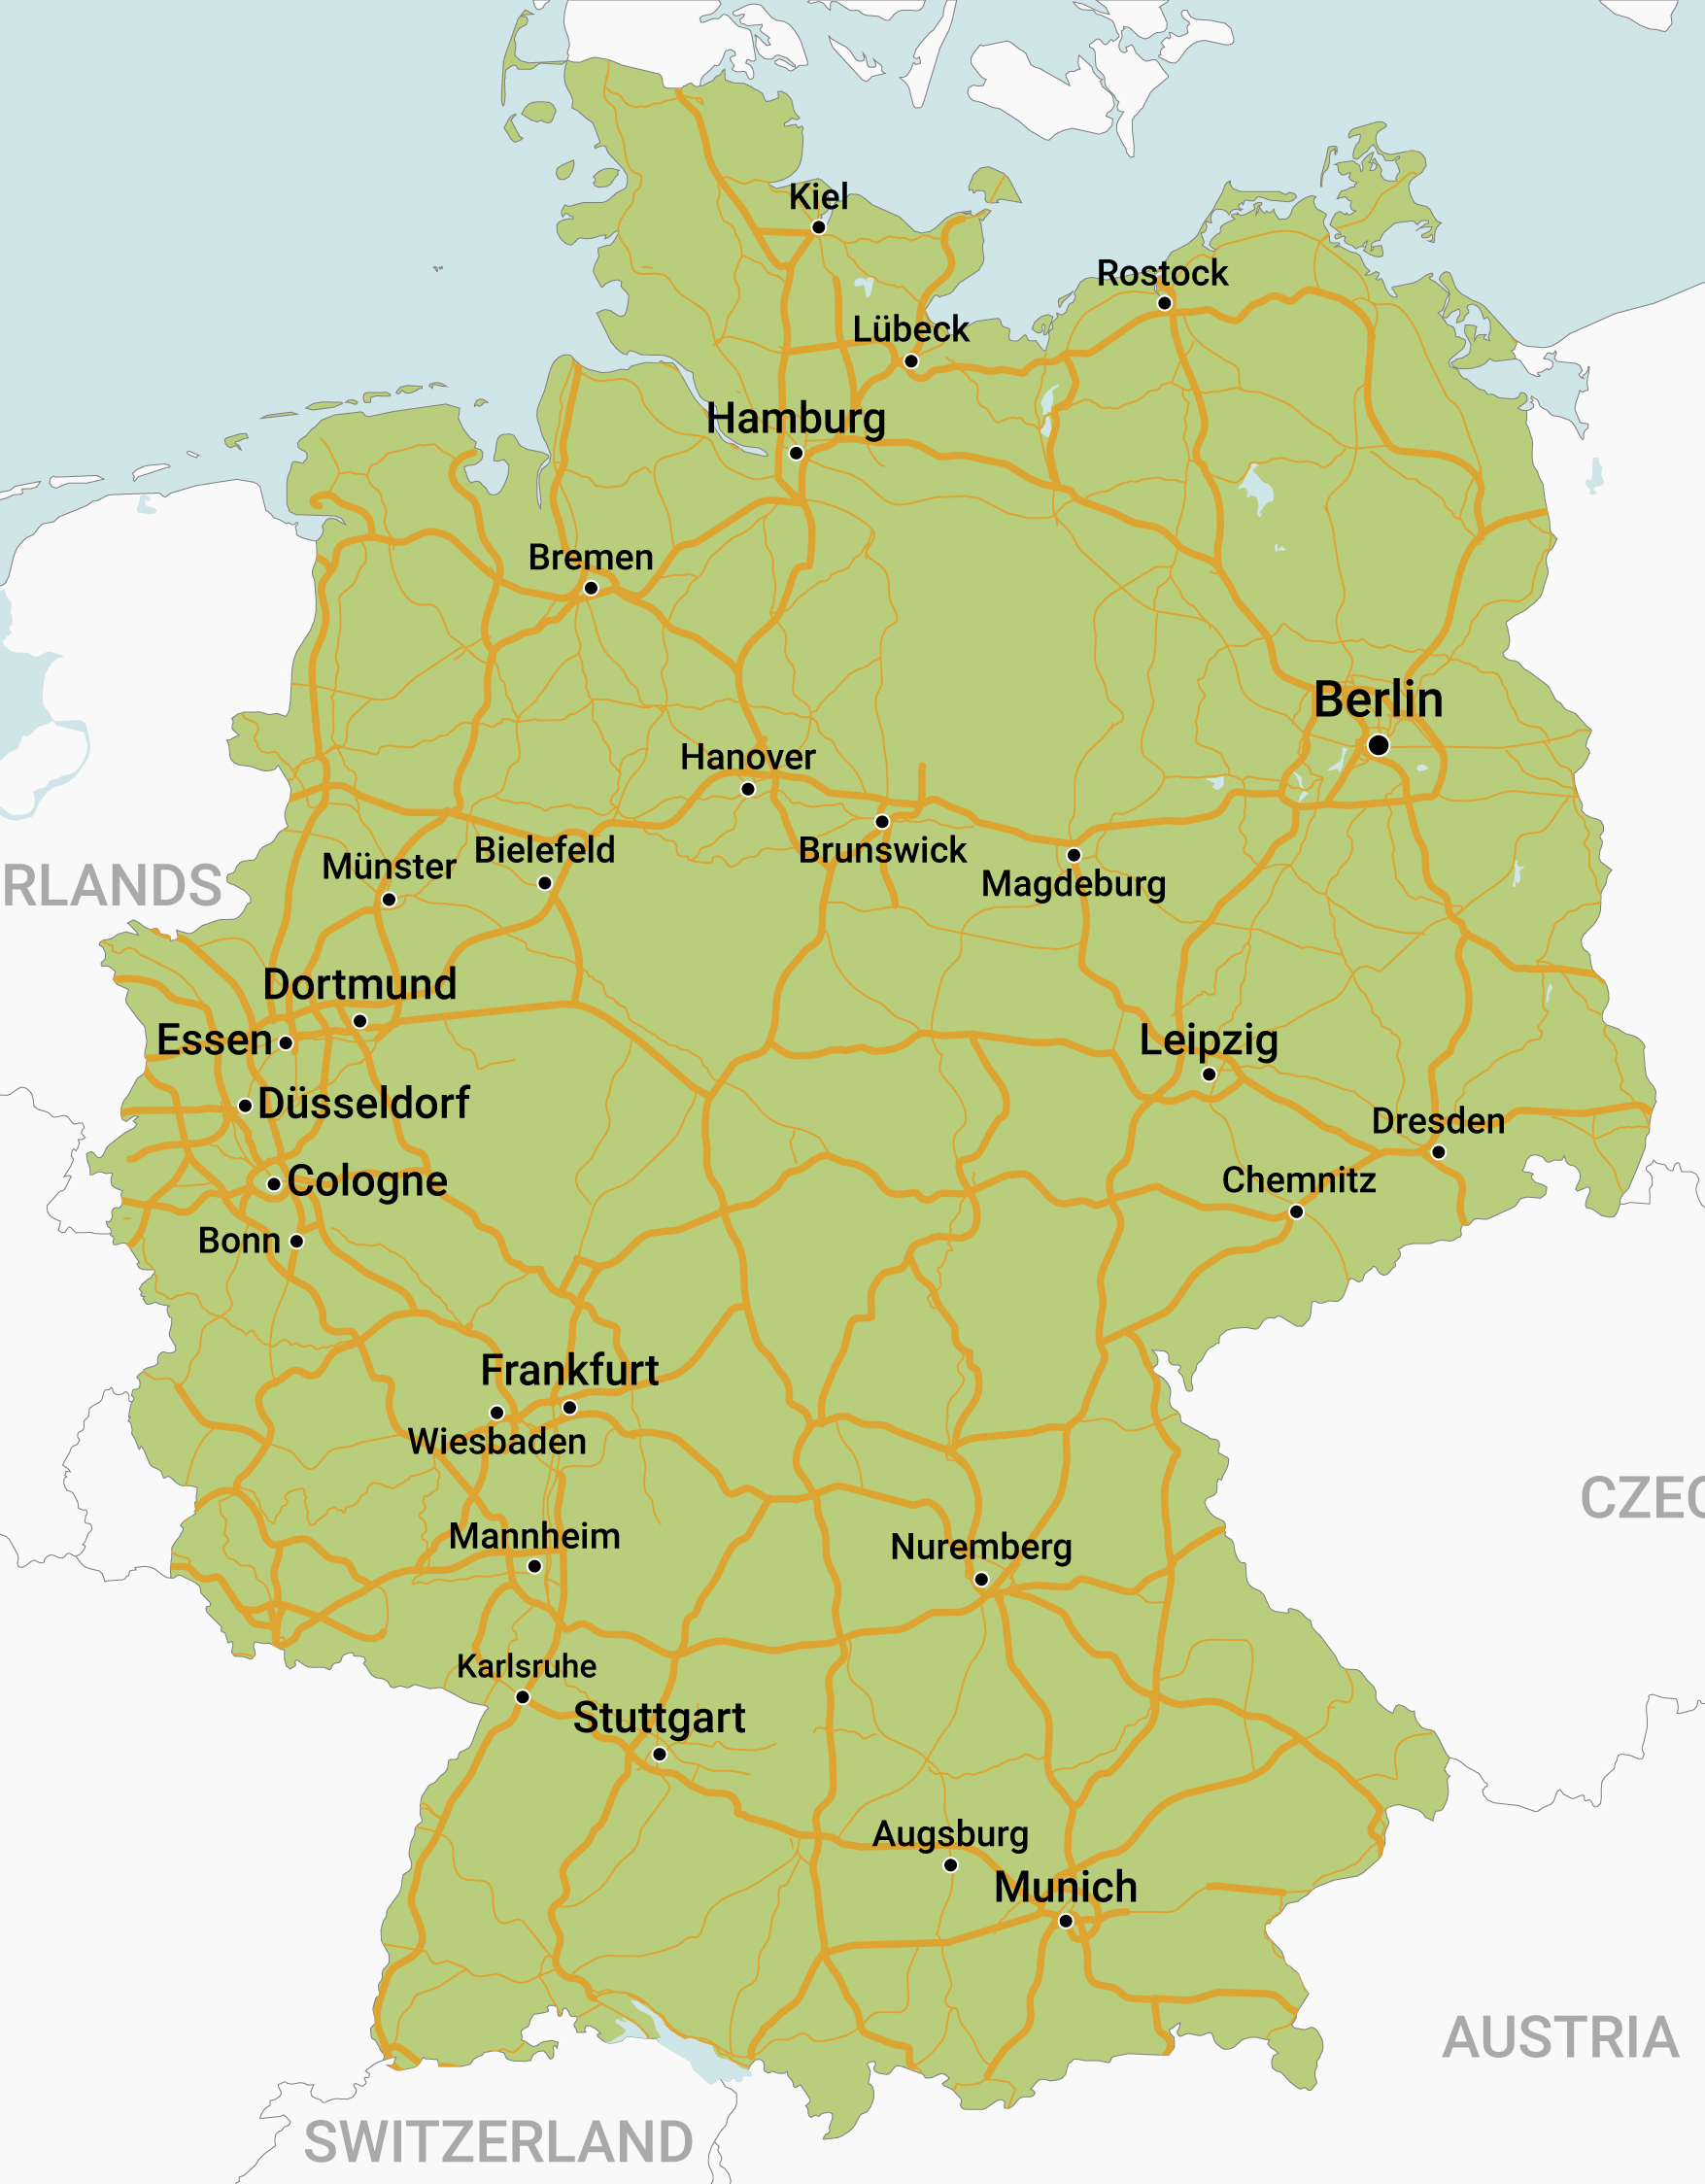 Kiel
Rostock
Lübeck
Hamburg
Bremen
Berlin
Hanover
Bielefeld
Brunswick
Münster
Magdeburg
RLANDS
Dortmund
Essen
Leipzig
Düsseldorf
Dresden
Cologne
Chemnitz
Bonn
Frankfurt
Wiesbaden
CZEC
Mannheim
Nuremberg
Karlsruhe
Stuttgart
Augsburg
Munich
AUSTRIA
SWITZERLAND